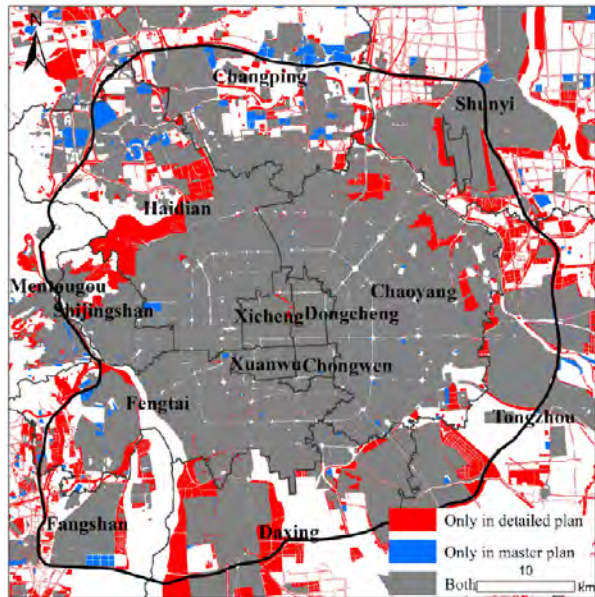 N
Changping
Shunyi
Haidian
Mentougou
Shijingshan
Chaoyang
Xicheng
Dongcheng
Xuanwu
Chongwen
Fengtai
Tongzhou
Fangshan
Daxing
Only in detailed plan
Only in master plan
Both
10
Km